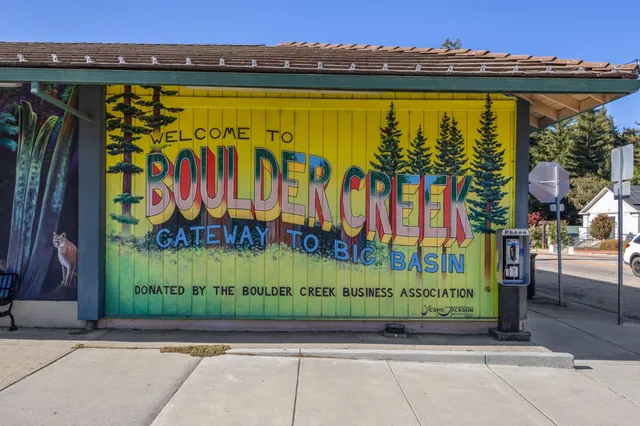 WELCOME TO
BOULDER CREEK
GATEWAY TO BIG BASIN
DONATED BY THE BOULDER CREEK BUSINESS ASSOCIATION
Phone